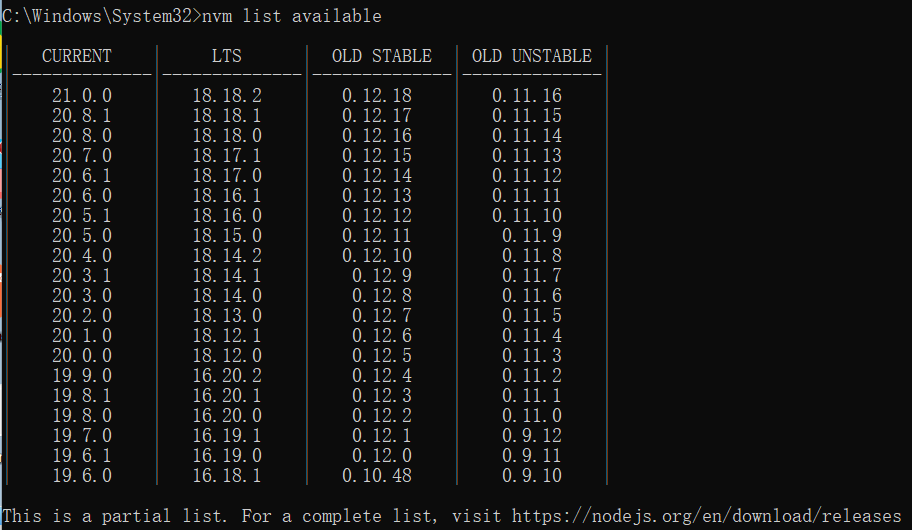 C:\Windows\System32>nvm list available
| CURRENT | LTS | OLD STABLE | OLD UNSTABLE |
|--------------|--------------|--------------|--------------|
| 21.0.0 | 18.18.2 | 0.12.18 | 0.11.16 |
| 20.8.1 | 18.18.1 | 0.12.17 | 0.11.15 |
| 20.8.0 | 18.18.0 | 0.12.16 | 0.11.14 |
| 20.7.0 | 18.17.1 | 0.12.15 | 0.11.13 |
| 20.6.1 | 18.17.0 | 0.12.14 | 0.11.12 |
| 20.6.0 | 18.16.1 | 0.12.13 | 0.11.11 |
| 20.5.1 | 18.16.0 | 0.12.12 | 0.11.10 |
| 20.5.0 | 18.15.0 | 0.12.11 | 0.11.9 |
| 20.4.0 | 18.14.2 | 0.12.10 | 0.11.8 |
| 20.3.1 | 18.14.1 | 0.12.9 | 0.11.7 |
| 20.3.0 | 18.14.0 | 0.12.8 | 0.11.6 |
| 20.2.0 | 18.13.0 | 0.12.7 | 0.11.5 |
| 20.1.0 | 18.12.1 | 0.12.6 | 0.11.4 |
| 20.0.0 | 18.12.0 | 0.12.5 | 0.11.3 |
| 19.9.0 | 16.20.2 | 0.12.4 | 0.11.2 |
| 19.8.1 | 16.20.1 | 0.12.3 | 0.11.1 |
| 19.8.0 | 16.20.0 | 0.12.2 | 0.11.0 |
| 19.7.0 | 16.19.1 | 0.12.1 | 0.9.12 |
| 19.6.1 | 16.19.0 | 0.12.0 | 0.9.11 |
| 19.6.0 | 16.18.1 | 0.10.48 | 0.9.10 |
This is a partial list. For a complete list, visit https://nodejs.org/en/download/releases